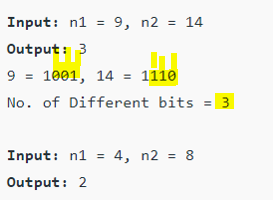 Input: n1 = 9, n2 = 14
Output: 3
9 = 1001, 14 = 1110
No. of Different bits = 3
Input: n1 = 4, n2 = 8
Output: 2